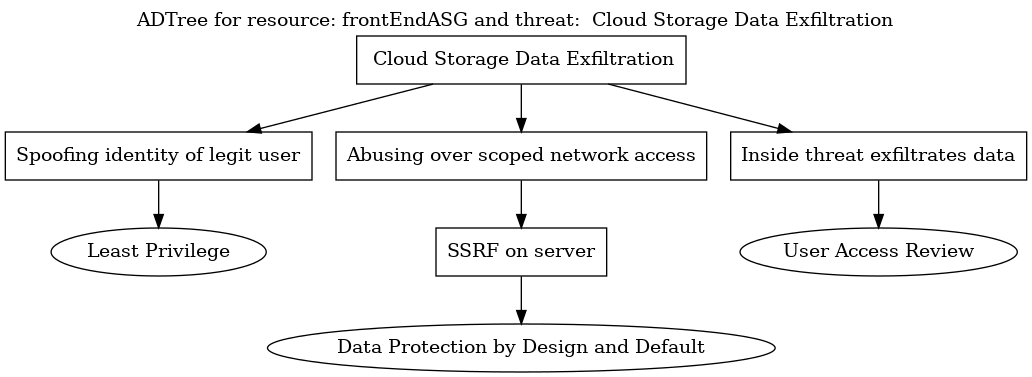 ADTree for resource: frontEndASG and threat:  Cloud Storage Data Exfiltration
Cloud Storage Data Exfiltration
Spoofing identity of legit user
Abusing over scoped network access
Inside threat exfiltrates data
Least Privilege
SSRF on server
User Access Review
Data Protection by Design and Default